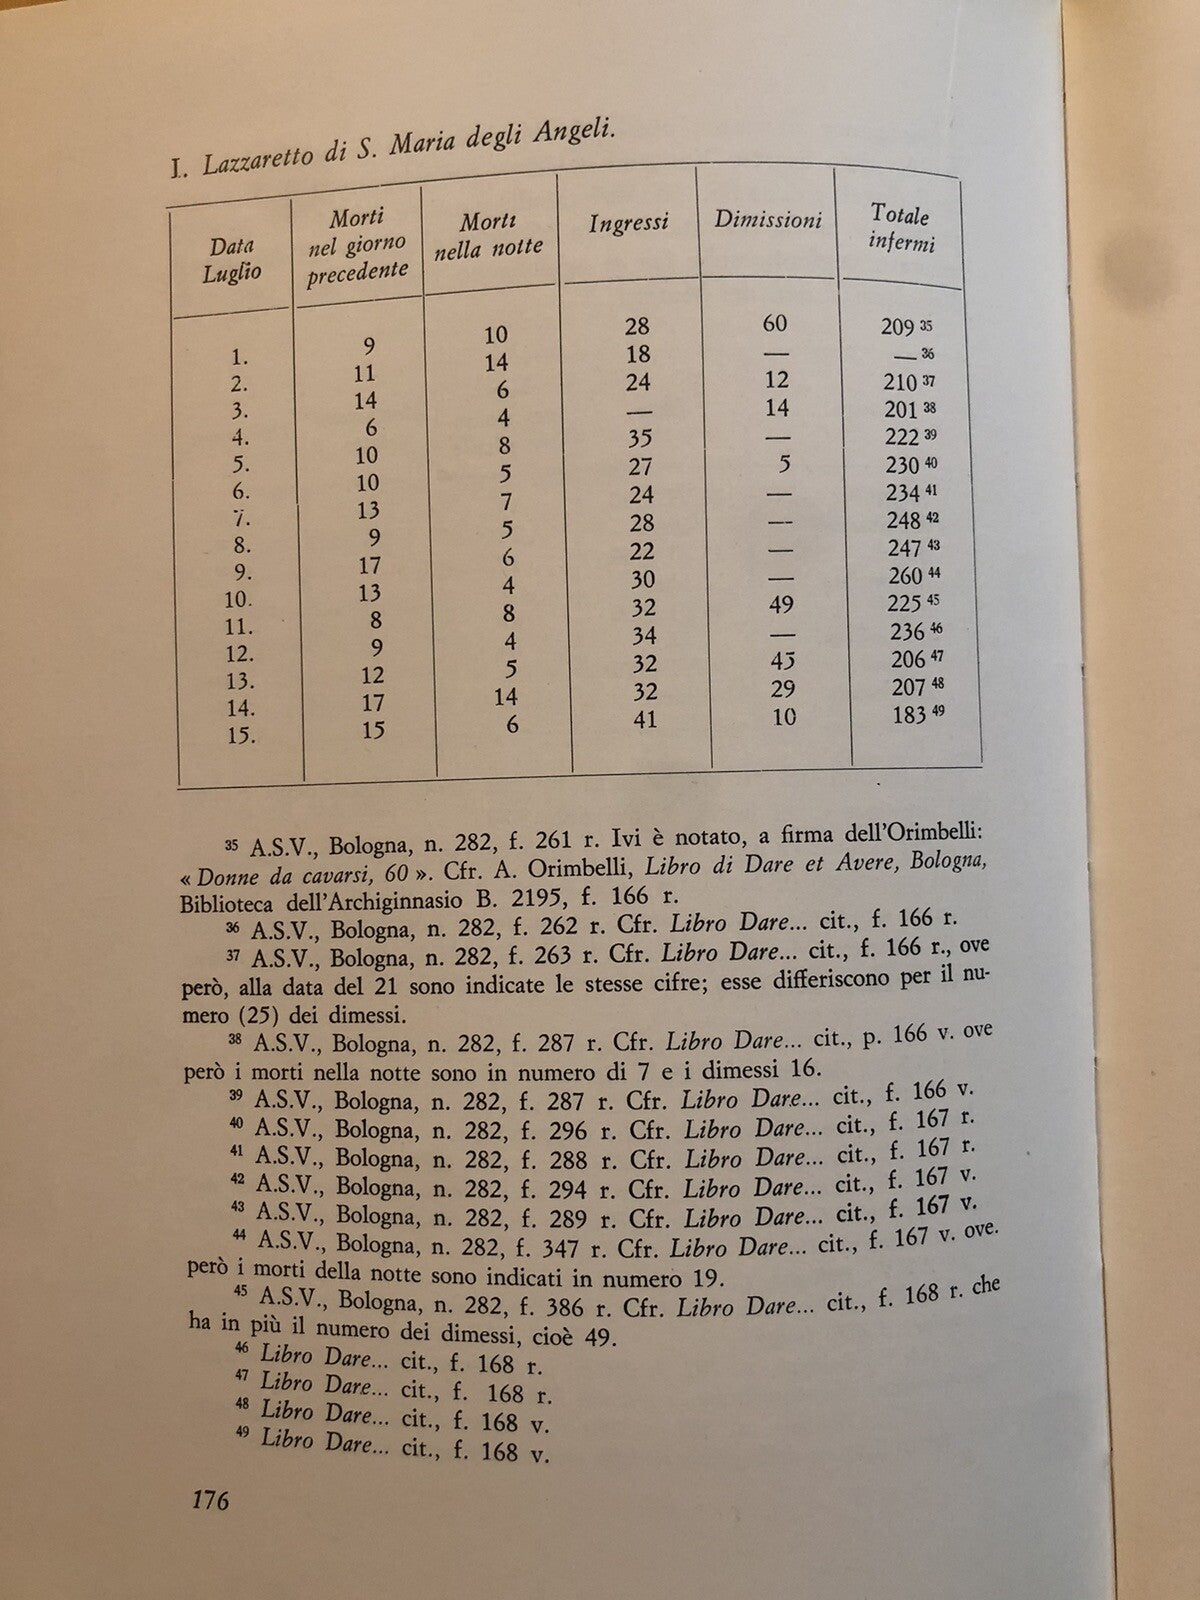 I. Lazzaretto di S. Maria degli Angeli.
Data Luglio | Morti nel giorno precedente | Morti nella notte | Ingressi | Dimissioni | Totale infermi
1. 9 10 28 60 209 35
2. 11 14 18 — — 36
3. 14 6 24 12 210 37
4. 6 4 — 14 201 38
5. 10 8 35 — 222 39
6. 10 5 27 5 230 40
7. 13 7 24 — 234 41
8. 9 5 28 — 248 42
9. 17 6 22 — 247 43
10. 13 4 30 — 260 44
11. 8 8 32 49 225 45
12. 9 4 34 — 236 46
13. 12 5 32 45 206 47
14. 17 14 32 29 207 48
15. 15 6 41 10 183 49
35 A.S.V., Bologna, n. 282, f. 261 r. Ivi è notato, a firma dell'Orimbelli:
« Donne da cavarsi, 60 ». Cfr. A. Orimbelli, Libro di Dare et Avere, Bologna,
Biblioteca dell'Archiginnasio B. 2195, f. 166 r.
36 A.S.V., Bologna, n. 282, f. 262 r. Cfr. Libro Dare... cit., f. 166 r.
37 A.S.V., Bologna, n. 282, f. 263 r. Cfr. Libro Dare... cit., f. 166 r., ove
però, alla data del 21 sono indicate le stesse cifre; esse differiscono per il nu-
mero (25) dei dimessi.
38 A.S.V., Bologna, n. 282, f. 287 r. Cfr. Libro Dare... cit., p. 166 v. ove
però i morti nella notte sono in numero di 7 e i dimessi 16.
39 A.S.V., Bologna, n. 282, f. 287 r. Cfr. Libro Dare... cit., f. 166 v.
40 A.S.V., Bologna, n. 282, f. 296 r. Cfr. Libro Dare... cit., f. 167 r.
41 A.S.V., Bologna, n. 282, f. 288 r. Cfr. Libro Dare... cit., f. 167 r.
42 A.S.V., Bologna, n. 282, f. 294 r. Cfr. Libro Dare... cit., f. 167 v.
43 A.S.V., Bologna, n. 282, f. 289 r. Cfr. Libro Dare... cit., f. 167 v.
44 A.S.V., Bologna, n. 282, f. 347 r. Cfr. Libro Dare... cit., f. 167 v. ove.
però i morti della notte sono indicati in numero 19.
45 A.S.V., Bologna, n. 282, f. 386 r. Cfr. Libro Dare... cit., f. 168 r. che
ha in più il numero dei dimessi, cioè 49.
46 Libro Dare... cit., f. 168 r.
47 Libro Dare... cit., f. 168 r.
48 Libro Dare... cit., f. 168 v.
49 Libro Dare... cit., f. 168 v.
176